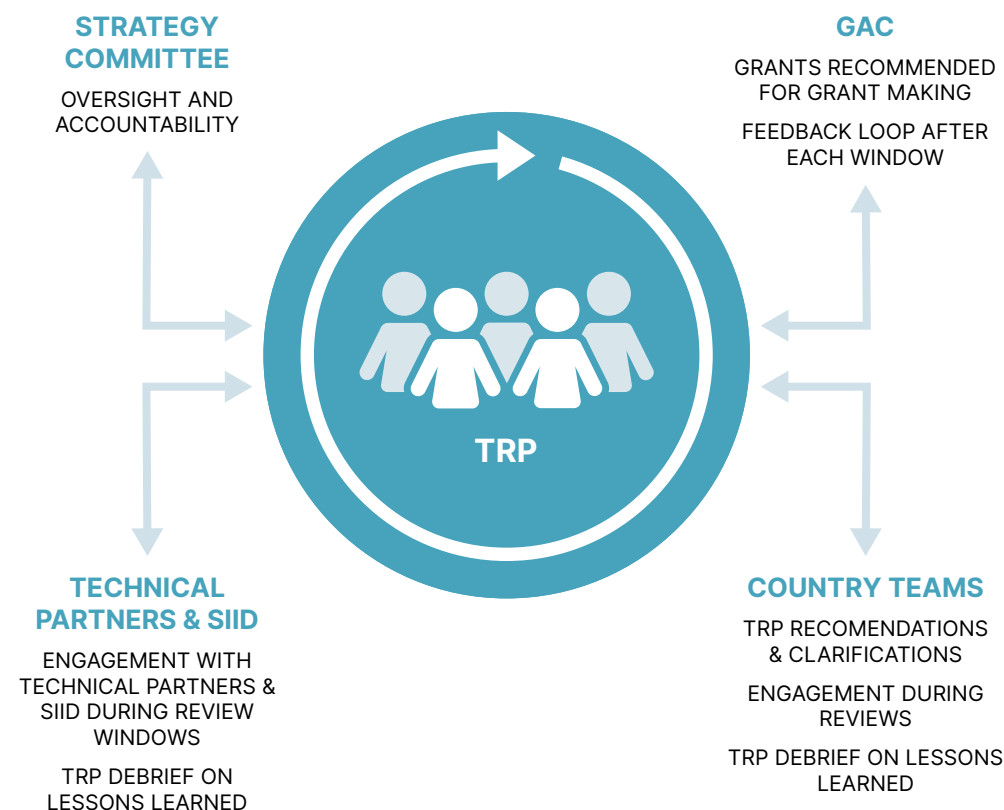 STRATEGY
COMMITTEE
OVERSIGHT AND
ACCOUNTABILITY
GAC
GRANTS RECOMMENDED
FOR GRANT MAKING
FEEDBACK LOOP AFTER
EACH WINDOW
TRP
TECHNICAL
PARTNERS & SIID
ENGAGEMENT WITH
TECHNICAL PARTNERS &
SIID DURING REVIEW
WINDOWS
TRP DEBRIEF ON
LESSONS LEARNED
COUNTRY TEAMS
TRP RECOMENDATIONS
& CLARIFICATIONS
ENGAGEMENT DURING
REVIEWS
TRP DEBRIEF ON LESSONS
LEARNED